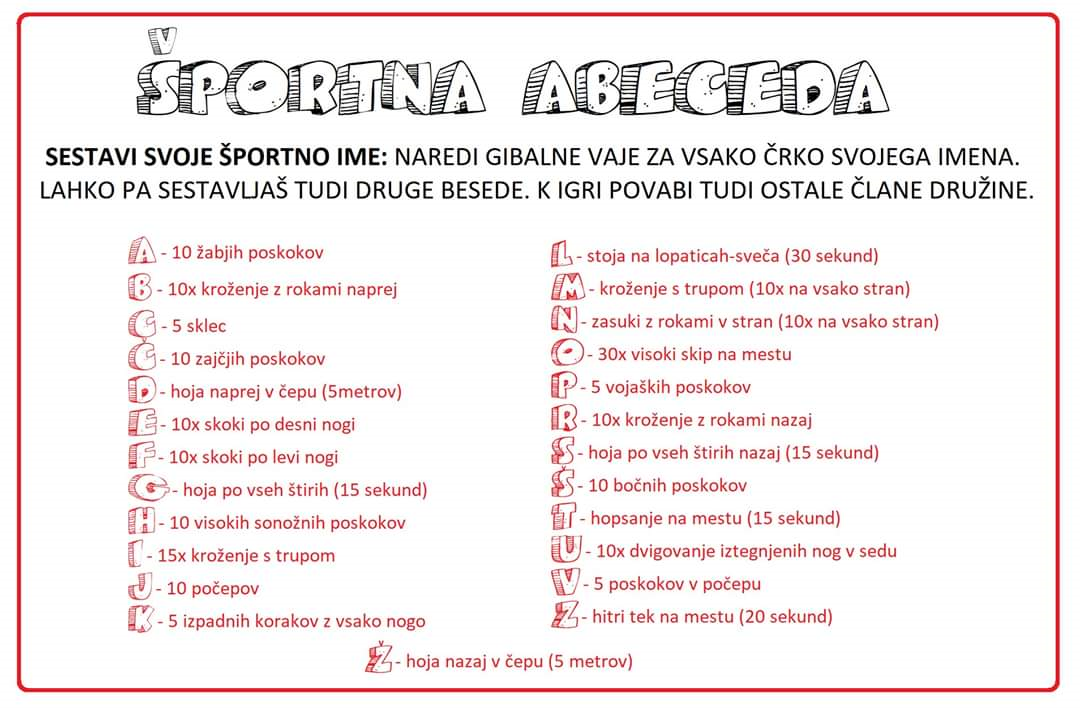 ŠPORTNA ABECEDA
SESTAVI SVOJE ŠPORTNO IME: NAREDI GIBALNE VAJE ZA VSAKO ČRKO SVOJEGA IMENA.
LAHKO PA SESTAVLJAŠ TUDI DRUGE BESEDE. K IGRI POVABI TUDI OSTALE ČLANE DRUŽINE.
A - 10 žabjih poskokov
B - 10x kroženje z rokami naprej
C - 5 sklec
Č - 10 zajčjih poskokov
D - hoja naprej v čepu (5metrov)
E - 10x skoki po desni nogi
F - 10x skoki po levi nogi
G - hoja po vseh štirih (15 sekund)
H - 10 visokih sonožnih poskokov
I - 15x kroženje s trupom
J - 10 počepov
K - 5 izpadnih korakov z vsako nogo
L - stoja na lopaticah-sveča (30 sekund)
M - kroženje s trupom (10x na vsako stran)
N - zasuki z rokami v stran (10x na vsako stran)
O - 30x visoki skip na mestu
P - 5 vojaških poskokov
R - 10x kroženje z rokami nazaj
S - hoja po vseh štirih nazaj (15 sekund)
Š - 10 bočnih poskokov
T - hopsanje na mestu (15 sekund)
U - 10x dvigovanje iztegnjenih nog v sedu
V - 5 poskokov v počepu
Z - hitri tek na mestu (20 sekund)
Ž - hoja nazaj v čepu (5 metrov)